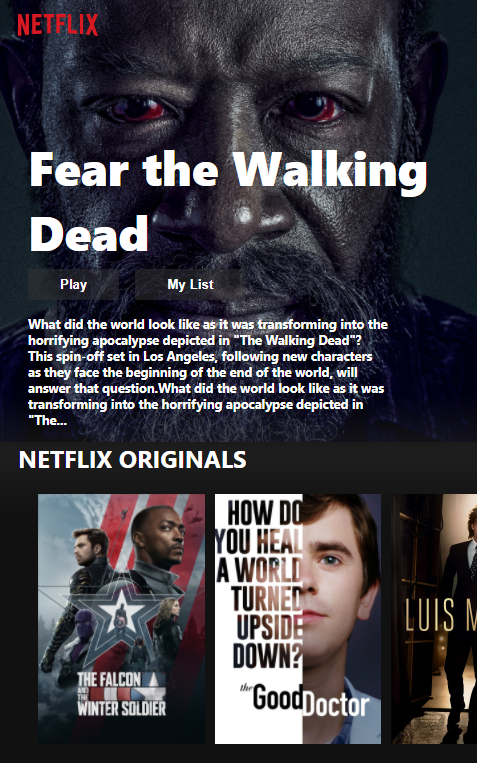 NETFLIX
Fear the Walking
Dead
Play
My List
What did the world look like as it was transforming into the
horrifying apocalypse depicted in "The Walking Dead"?
This spin-off set in Los Angeles, following new characters
as they face the beginning of the end of the world, will
answer that question.What did the world look like as it was
transforming into the horrifying apocalypse depicted in
"The...
NETFLIX ORIGINALS
THE FALCON
AND THE
WINTER SOLDIER
HOW DO
YOU HEAL
A WORLD
TURNED
UPSIDE
DOWN?
the Good Doctor
LUIS M